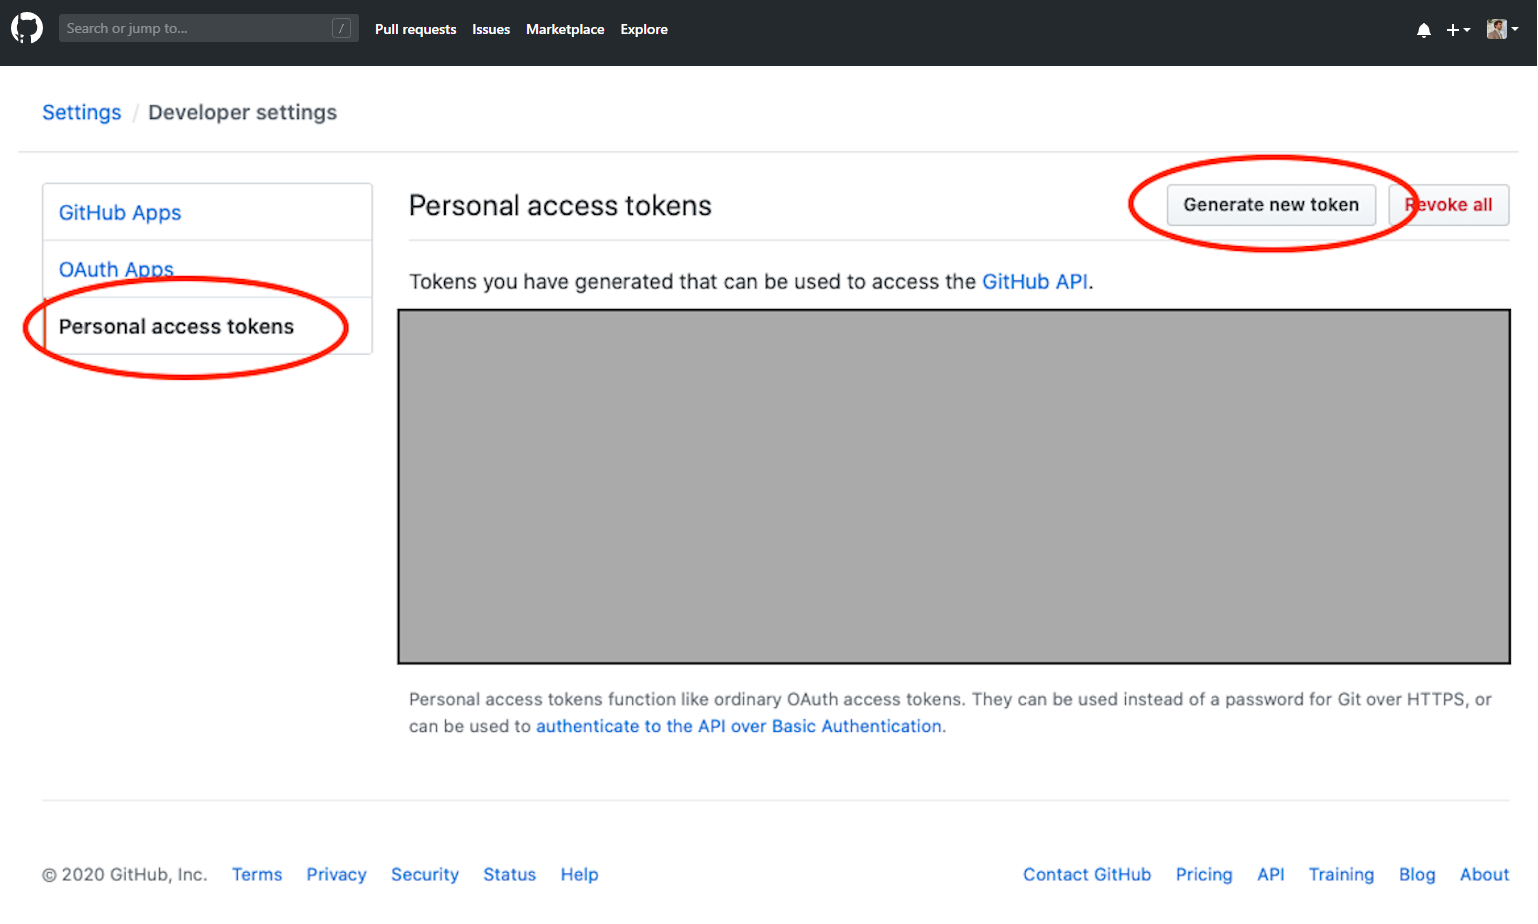 Search or jump to... / Pull requests Issues Marketplace Explore
Settings / Developer settings
GitHub Apps
OAuth Apps
Personal access tokens
Personal access tokens
Generate new token
Revoke all
Tokens you have generated that can be used to access the GitHub API.
Personal access tokens function like ordinary OAuth access tokens. They can be used instead of a password for Git over HTTPS, or
can be used to authenticate to the API over Basic Authentication.
© 2020 GitHub, Inc. Terms Privacy Security Status Help Contact GitHub Pricing API Training Blog About